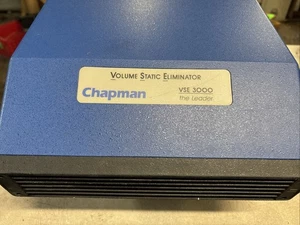 VOLUME STATIC ELIMINATOR
Chapman VSE 3000
The Leader